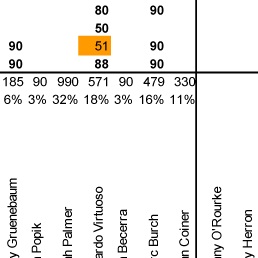 80 90
50
90 51 90
90 88 90
185 90 990 571 90 479 330
6% 3% 32% 18% 3% 16% 11%
y Gruenebaum
Popik
h Palmer
ardo Virtuoso
Becerra
c Burch
n Coiner
ny O'Rourke
y Herron